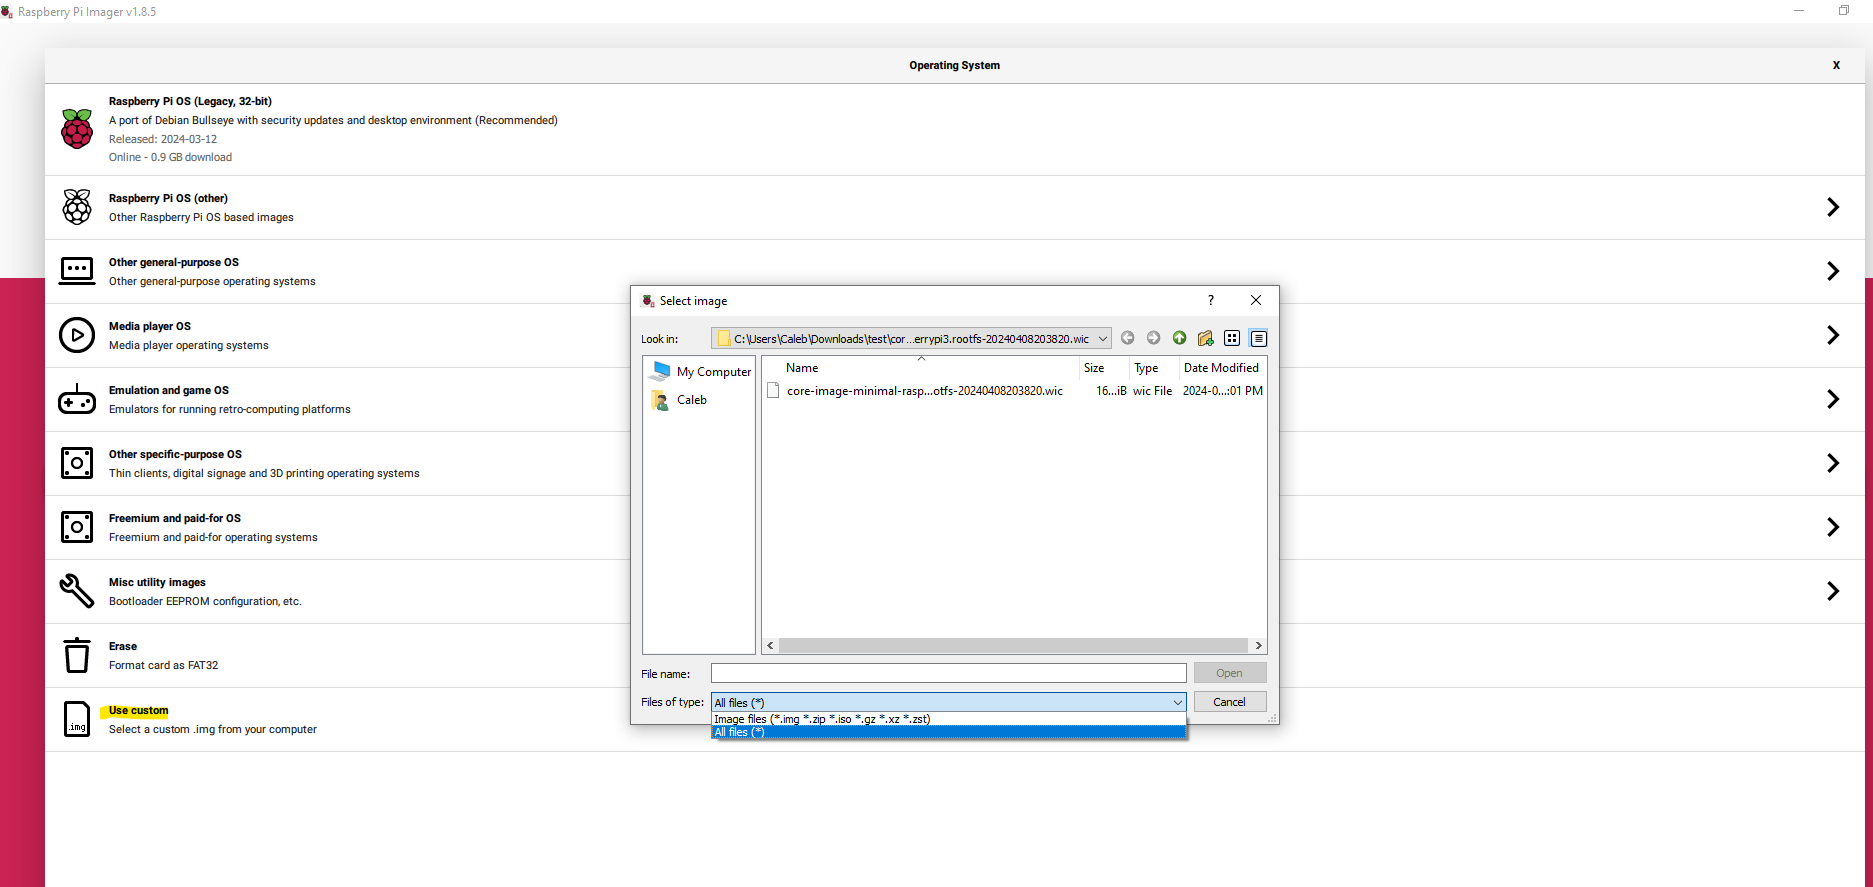 Raspberry Pi Imager v1.8.5
Operating System
X
Raspberry Pi OS (Legacy, 32-bit)
A port of Debian Bullseye with security updates and desktop environment (Recommended)
Released: 2024-03-12
Online - 0.9 GB download
Raspberry Pi OS (other)
Other Raspberry Pi OS based images
Other general-purpose OS
Other general-purpose operating systems
Media player OS
Media player operating systems
Emulation and game OS
Emulators for running retro-computing platforms
Other specific-purpose OS
Thin clients, digital signage and 3D printing operating systems
Freemium and paid-for OS
Freemium and paid-for operating systems
Misc utility images
Bootloader EEPROM configuration, etc.
Erase
Format card as FAT32
.img
Use custom
Select a custom .img from your computer
Select image
?
Look in:
C:\Users\Caleb\Downloads\test\cor...errypi3.rootfs-20240408203820.wic
My Computer
Caleb
Name Size Type Date Modified
core-image-minimal-rasp...otfs-20240408203820.wic 16...iB wic File 2024-0...:01 PM
File name:
Open
Files of type:
All files (*)
Cancel
Image files (*.img *.zip *.iso *.gz *.xz *.zst)
All files (*)